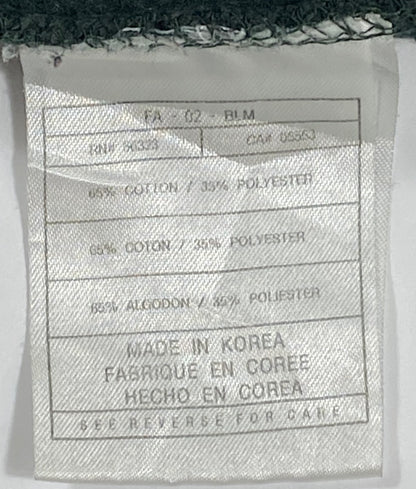 FA - 02 - BLM
RN# 56323 CA# 05553
65% COTTON / 35% POLYESTER
65% COTON / 35% POLYESTER
65% ALGODON / 35% POLIESTER
MADE IN KOREA
FABRIQUE EN COREE
HECHO EN COREA
SEE REVERSE FOR CARE